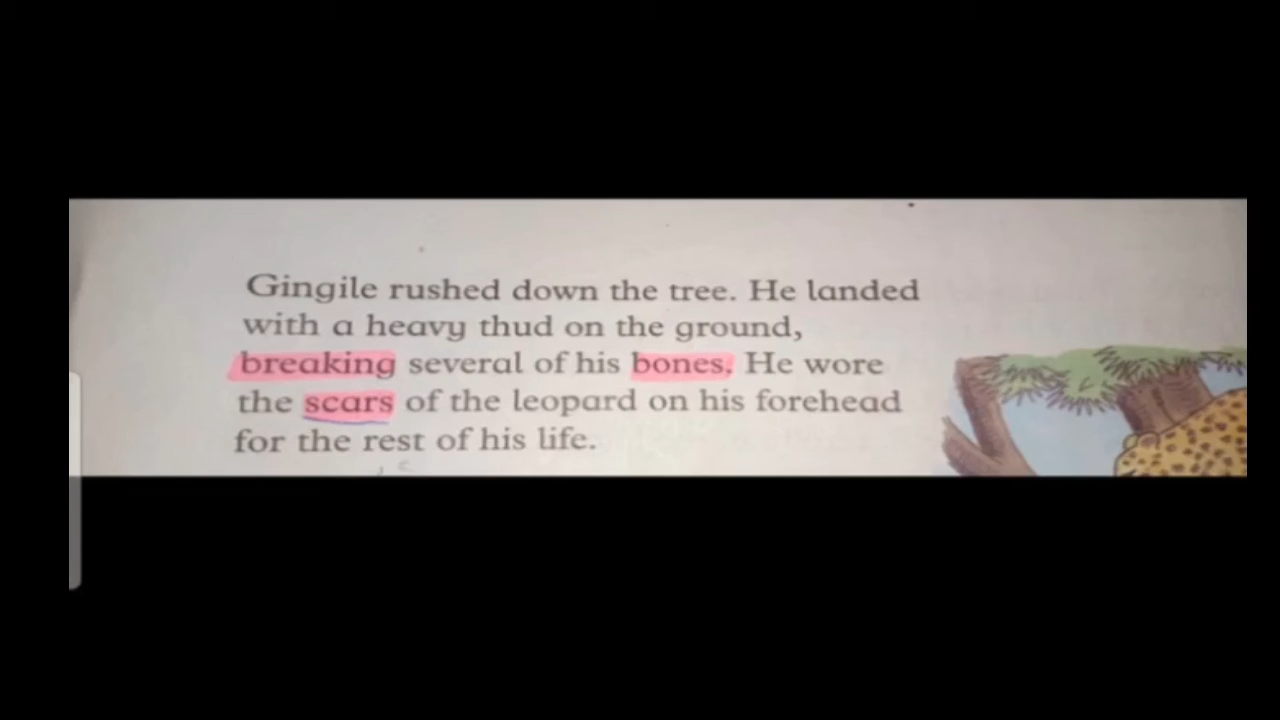 Gingile rushed down the tree. He landed
with a heavy thud on the ground,
breaking several of his bones. He wore
the scars of the leopard on his forehead
for the rest of his life.